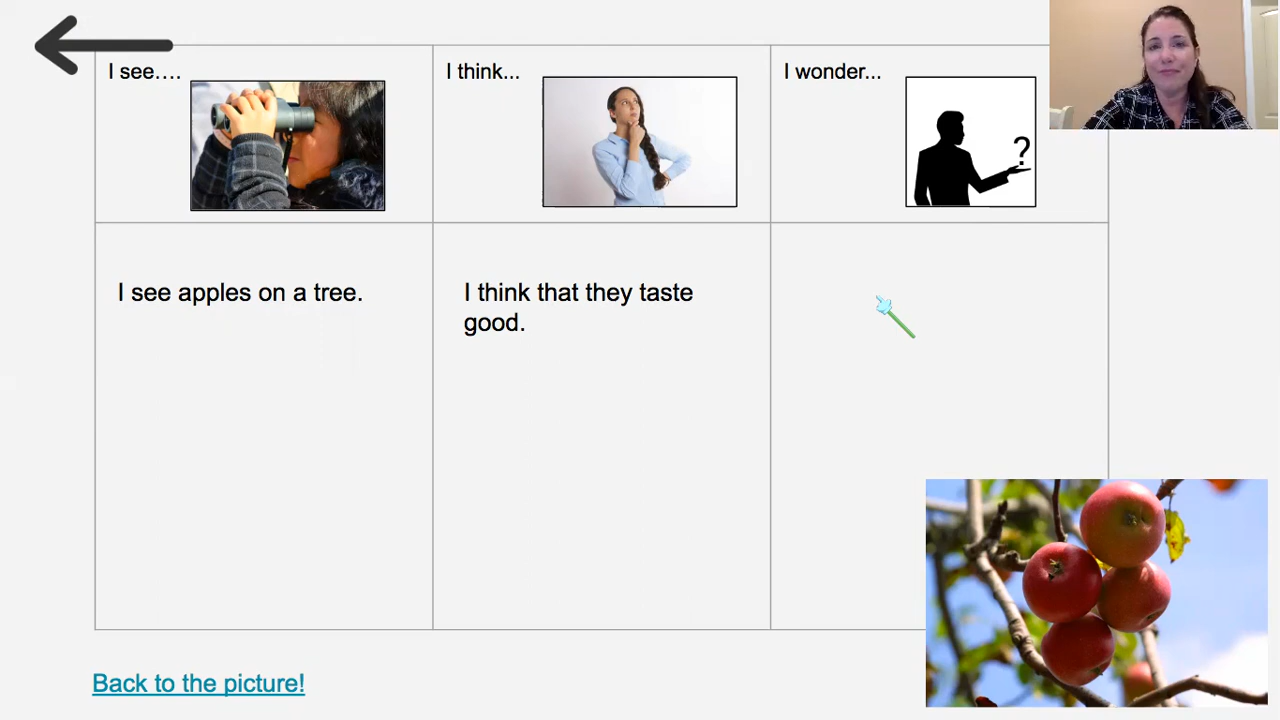 I see….
I think...
I wonder...
?
I see apples on a tree.
I think that they taste
good.
Back to the picture!